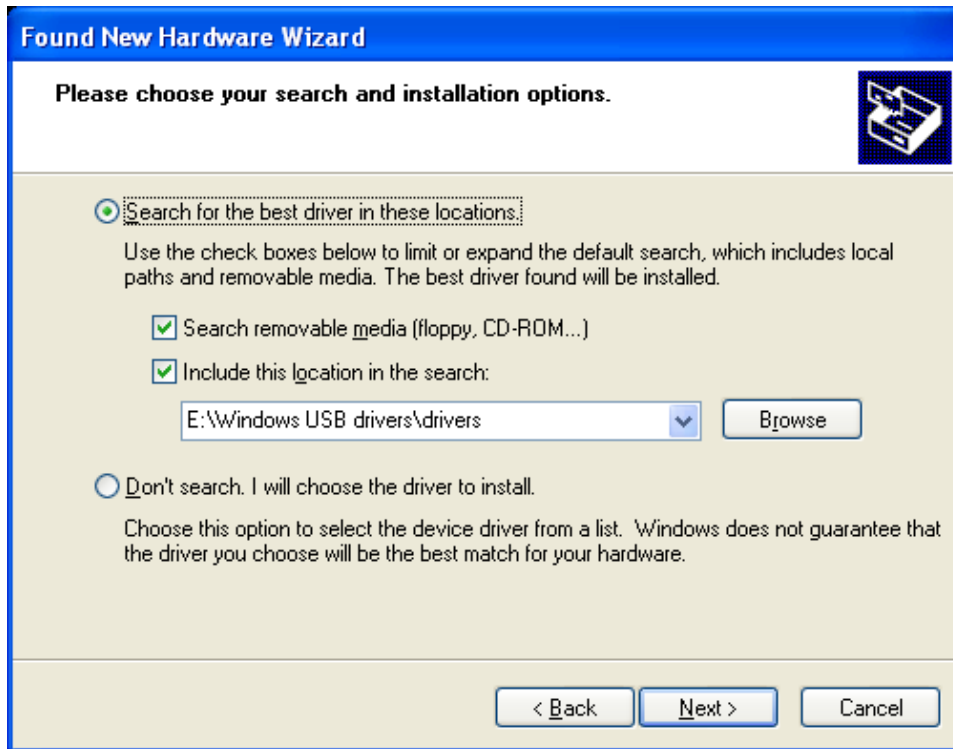 Found New Hardware Wizard
Please choose your search and installation options.
Search for the best driver in these locations.
Use the check boxes below to limit or expand the default search, which includes local
paths and removable media. The best driver found will be installed.
Search removable media (floppy, CD-ROM...)
Include this location in the search:
E:\Windows USB drivers\drivers
Browse
Don't search. I will choose the driver to install.
Choose this option to select the device driver from a list. Windows does not guarantee that
the driver you choose will be the best match for your hardware.
< Back
Next >
Cancel